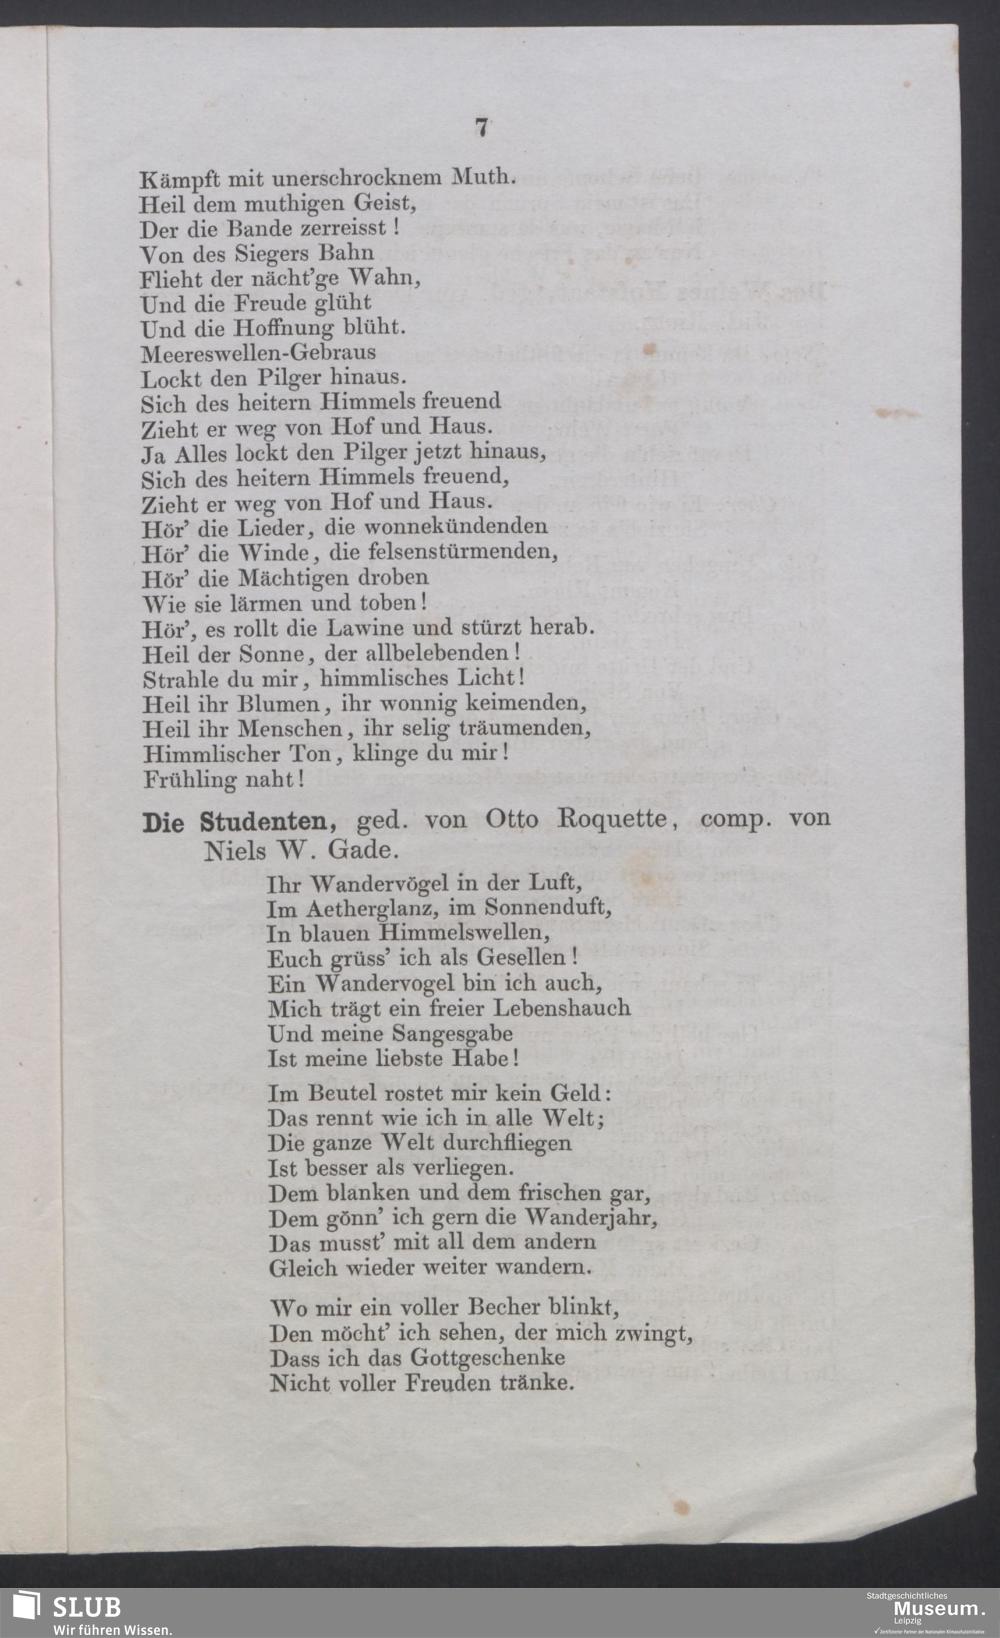 7
Kämpft mit unerschrocknem Muth.
Heil dem muthigen Geist,
Der die Bande zerreisst !
Von des Siegers Bahn
Flieht der nächt'ge Wahn,
Und die Freude glüht
Und die Hoffnung blüht.
Meereswellen-Gebraus
Lockt den Pilger hinaus.
Sich des heitern Himmels freuend
Zieht er weg von Hof und Haus.
Ja Alles lockt den Pilger jetzt hinaus,
Sich des heitern Himmels freuend,
Zieht er weg von Hof und Haus.
Hör' die Lieder, die wonnekündenden
Hör' die Winde, die felsenstürmenden,
Hör' die Mächtigen droben
Wie sie lärmen und toben!
Hör', es rollt die Lawine und stürzt herab.
Heil der Sonne, der allbelebenden!
Strahle du mir, himmlisches Licht!
Heil ihr Blumen, ihr wonnig keimenden,
Heil ihr Menschen, ihr selig träumenden,
Himmlischer Ton, klinge du mir!
Frühling naht!
Die Studenten, ged. von Otto Roquette, comp. von
Niels W. Gade.
Ihr Wandervögel in der Luft,
Im Aetherglanz, im Sonnenduft,
In blauen Himmelswellen,
Euch grüss' ich als Gesellen!
Ein Wandervogel bin ich auch,
Mich trägt ein freier Lebenshauch
Und meine Sangesgabe
Ist meine liebste Habe!
Im Beutel rostet mir kein Geld:
Das rennt wie ich in alle Welt;
Die ganze Welt durchfliegen
Ist besser als verliegen.
Dem blanken und dem frischen gar,
Dem gönn' ich gern die Wanderjahr,
Das musst' mit all dem andern
Gleich wieder weiter wandern.
Wo mir ein voller Becher blinkt,
Den möcht' ich sehen, der mich zwingt,
Dass ich das Gottgeschenke
Nicht voller Freuden tränke.
SLUB
Wir führen Wissen.
Stadtgeschichtliches
Museum.
Leipzig
Zertifizierter Partner der Nationalen Klimaschutzinitiative